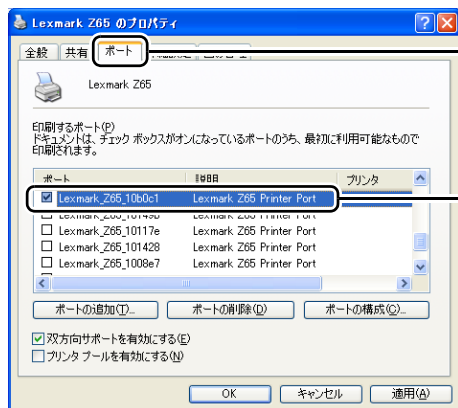 Lexmark Z65 のプロパティ
全般 共有 ポート
Lexmark Z65
印刷するポート(P)
ドキュメントは、チェック ボックスがオンになっているポートのうち、最初に利用可能なもので
印刷されます。
ポート 説明 プリンタ
Lexmark_Z65_10b0c1 Lexmark Z65 Printer Port
Lexmark_Z65_10117e Lexmark Z65 Printer Port
Lexmark_Z65_101428 Lexmark Z65 Printer Port
Lexmark_Z65_1008e7 Lexmark Z65 Printer Port
ポートの追加(T)... ポートの削除(D) ポートの構成(C)...
双方向サポートを有効にする(E)
プリンタ プールを有効にする(N)
OK キャンセル 適用(A)